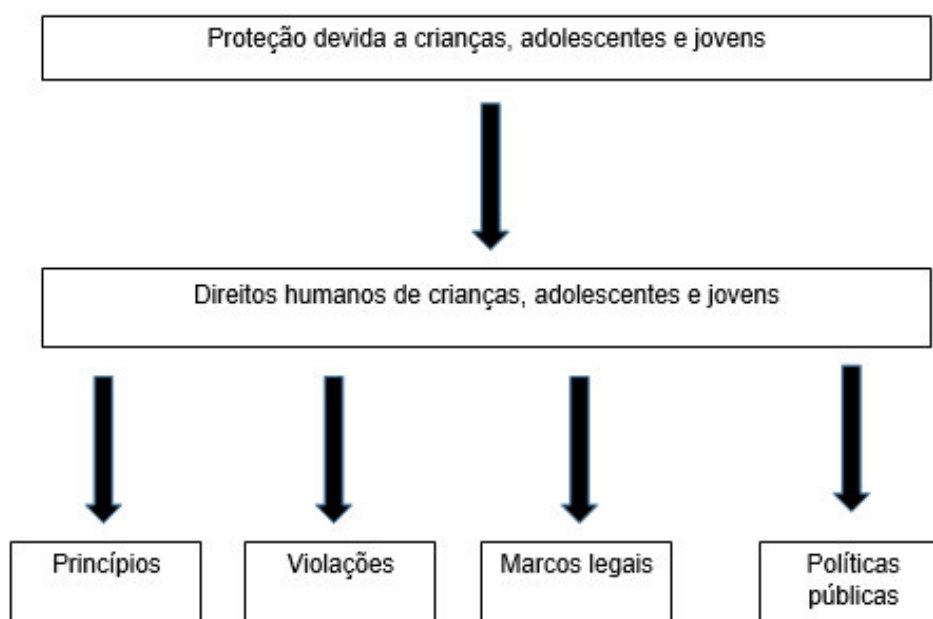 Proteção devida a crianças, adolescentes e jovens
Direitos humanos de crianças, adolescentes e jovens
Princípios
Violações
Marcos legais
Políticas
públicas